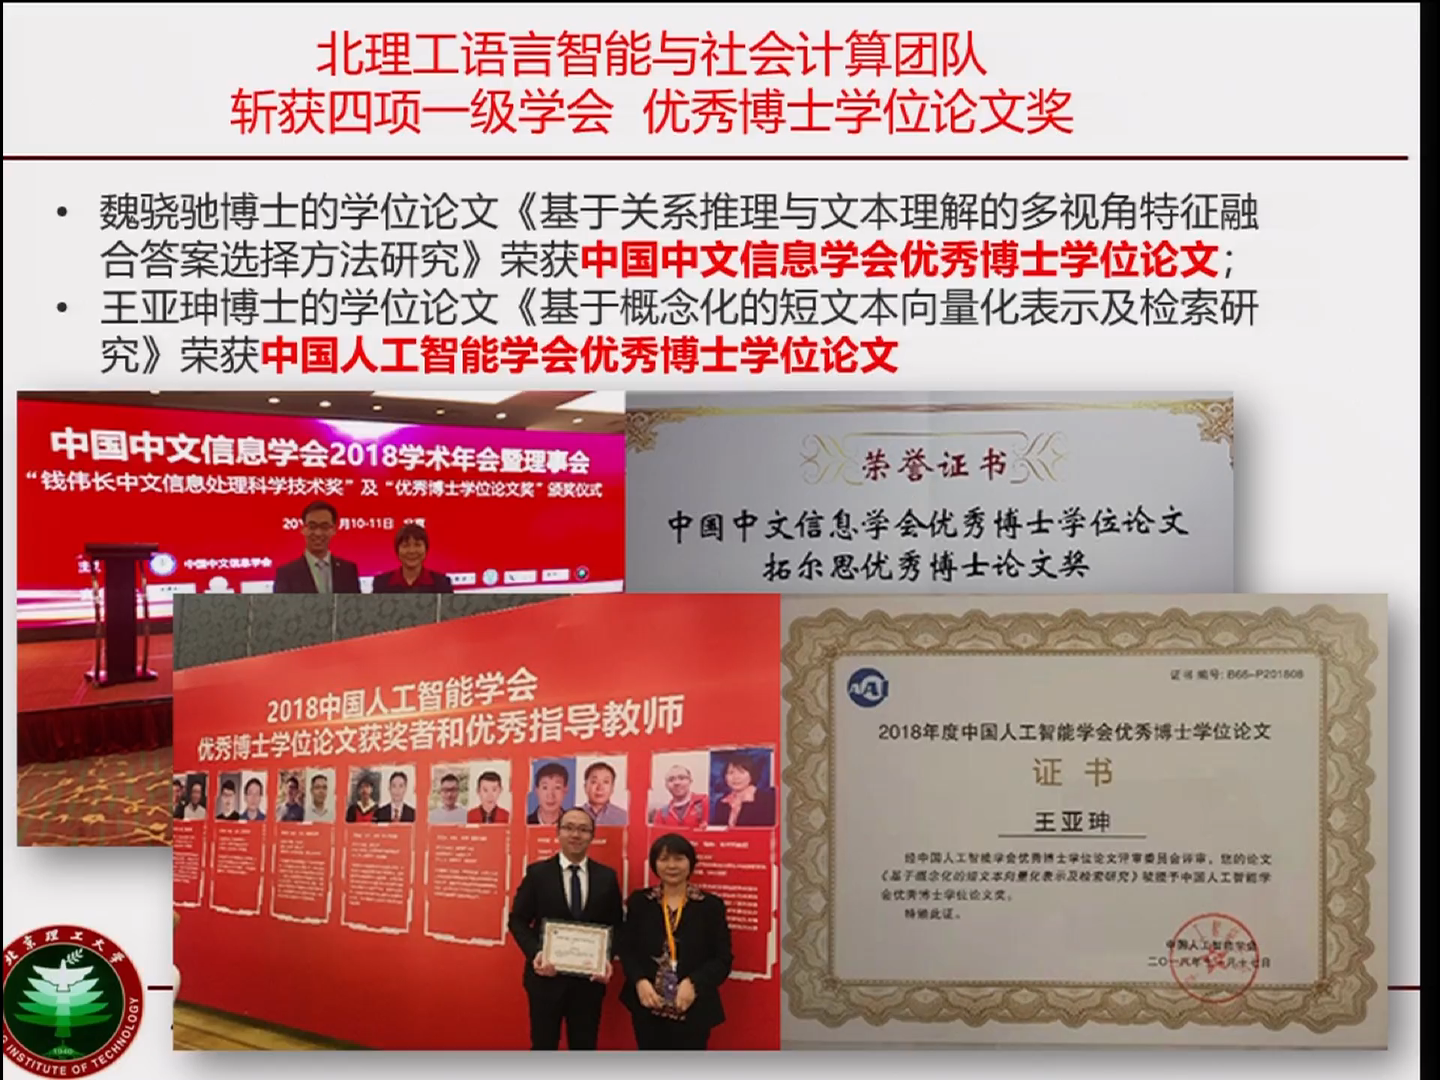 北理工语言智能与社会计算团队
斩获四项一级学会 优秀博士学位论文奖
• 魏骁驰博士的学位论文《基于关系推理与文本理解的多视角特征融
合答案选择方法研究》荣获中国中文信息学会优秀博士学位论文；
• 王亚珅博士的学位论文《基于概念化的短文本向量化表示及检索研
究》荣获中国人工智能学会优秀博士学位论文
中国中文信息学会2018学术年会暨理事会
“钱伟长中文信息处理科学技术奖”及“优秀博士学位论文奖”颁奖仪式
月10-11日
中国中文信息学会
荣誉证书
中国中文信息学会优秀博士学位论文
拓尔思优秀博士论文奖
2018中国人工智能学会
优秀博士学位论文获奖者和优秀指导教师
证书编号: B66-P201808
2018年度中国人工智能学会优秀博士学位论文
证 书
王亚珅
经中国人工智能学会优秀博士学位论文评审委员会评审，您的论文
《基于概念化的短文本向量化表示及检索研究》被授予中国人工智能学
会优秀博士学位论文奖。
特颁此证。
中国人工智能学会
北京理工大学
INSTITUTE OF TECHNOLOGY
1940